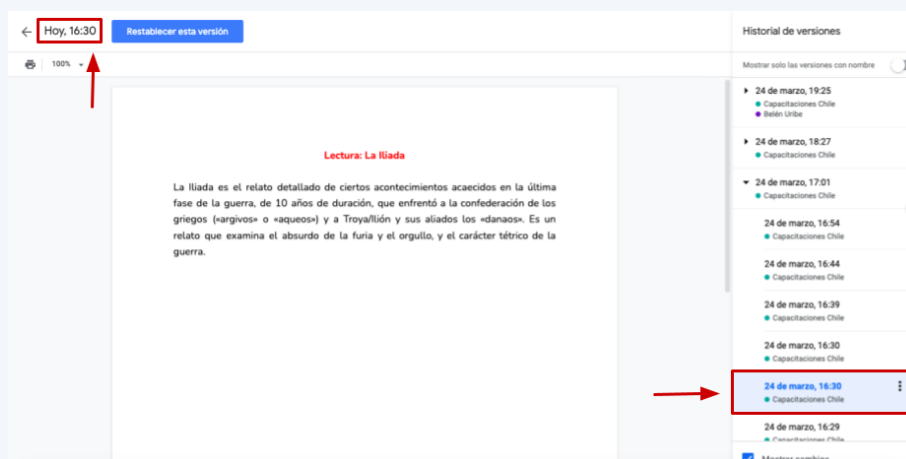 Hoy, 16:30
Restablecer esta versión
Historial de versiones
100%
Mostrar solo las versiones con nombre
24 de marzo, 19:25
Capacitaciones Chile
Belén Uribe
24 de marzo, 18:27
Capacitaciones Chile
24 de marzo, 17:01
Capacitaciones Chile
24 de marzo, 16:54
Capacitaciones Chile
24 de marzo, 16:44
Capacitaciones Chile
24 de marzo, 16:39
Capacitaciones Chile
24 de marzo, 16:30
Capacitaciones Chile
24 de marzo, 16:30
Capacitaciones Chile
24 de marzo, 16:29
Capacitaciones Chile
Mostrar cambios
Lectura: La Iliada
La Iliada es el relato detallado de ciertos acontecimientos acaecidos en la última
fase de la guerra, de 10 años de duración, que enfrentó a la confederación de los
griegos («argivos» o «aqueos») y a Troya/Ilión y sus aliados los «danaos». Es un
relato que examina el absurdo de la furia y el orgullo, y el carácter tétrico de la
guerra.